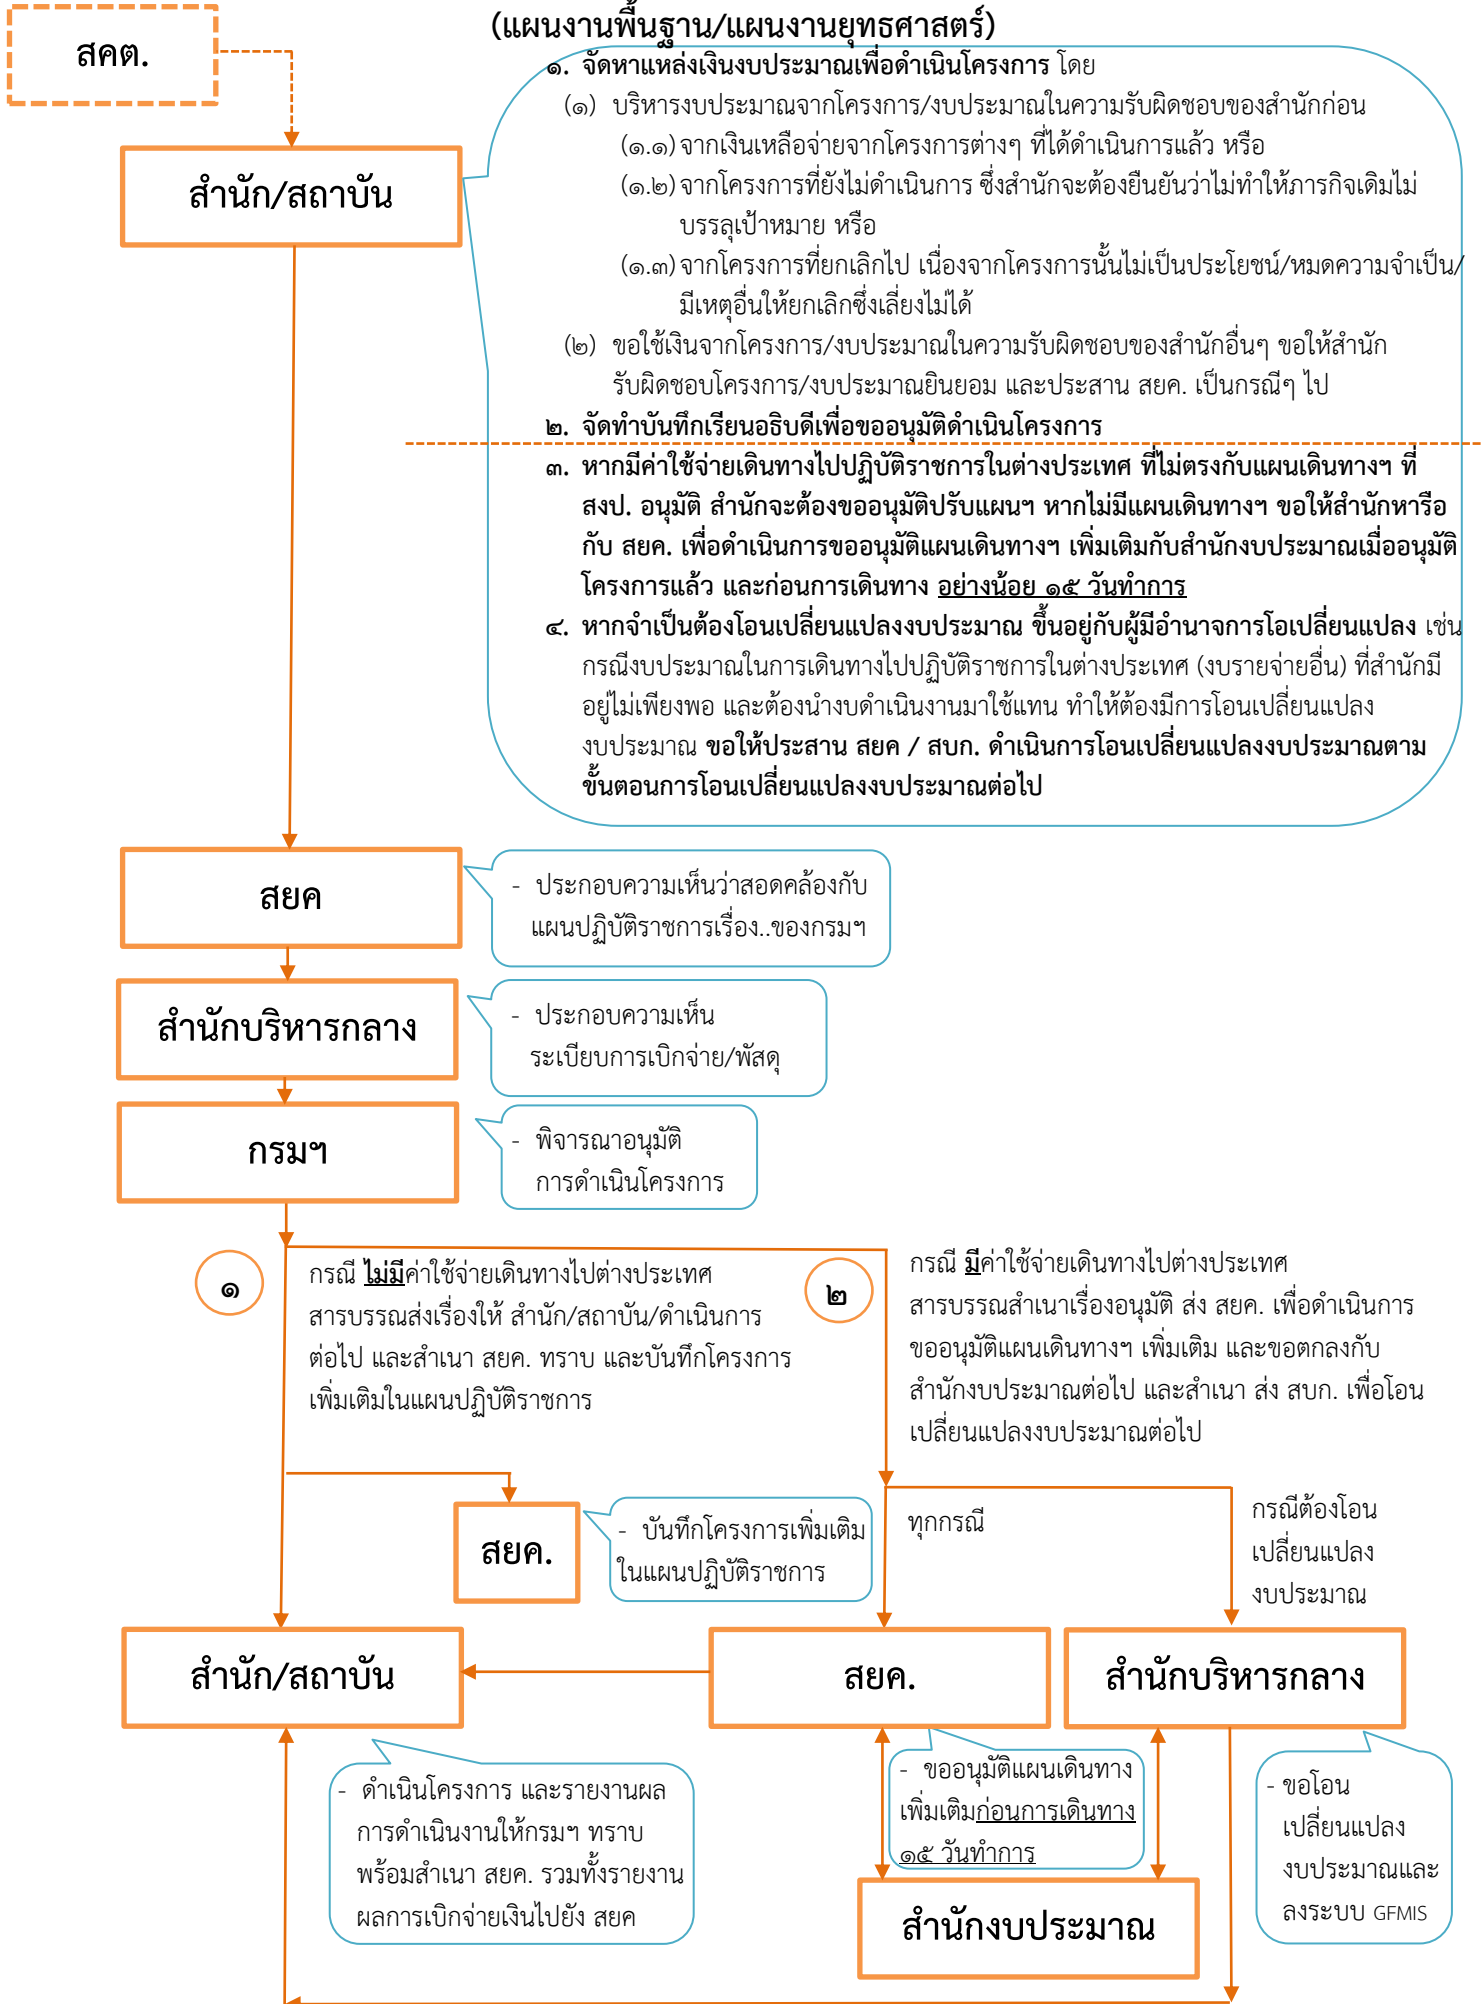 (แผนงานพื้นฐาน/แผนงานยุทธศาสตร์)
สคต.
๑. จัดหาแหล่งเงินงบประมาณเพื่อดำเนินโครงการ โดย
(๑) บริหารงบประมาณจากโครงการ/งบประมาณในความรับผิดชอบของสำนักก่อน
(๑.๑) จากเงินเหลือจ่ายจากโครงการต่างๆ ที่ได้ดำเนินการแล้ว หรือ
สำนัก/สถาบัน
(๑.๒) จากโครงการที่ยังไม่ดำเนินการ ซึ่งสำนักจะต้องยืนยันว่าไม่ทำให้ภารกิจเดิมไม่
บรรลุเป้าหมาย หรือ
(๑.๓) จากโครงการที่ยกเลิกไป เนื่องจากโครงการนั้นไม่เป็นประโยชน์/หมดความจำเป็น/
มีเหตุอื่นให้ยกเลิกซึ่งเลี่ยงไม่ได้
(๒) ขอใช้เงินจากโครงการ/งบประมาณในความรับผิดชอบของสำนักอื่นๆ ขอให้สำนัก
รับผิดชอบโครงการ/งบประมาณยินยอม และประสาน สยค. เป็นกรณีๆ ไป
๒. จัดทำบันทึกเรียนอธิบดีเพื่อขออนุมัติดำเนินโครงการ
๓. หากมีค่าใช้จ่ายเดินทางไปปฏิบัติราชการในต่างประเทศ ที่ไม่ตรงกับแผนเดินทางฯ ที่
สงป. อนุมัติ สำนักจะต้องขออนุมัติปรับแผนฯ หากไม่มีแผนเดินทางฯ ขอให้สำนักหารือ
กับ สยค. เพื่อดำเนินการขออนุมัติแผนเดินทางฯ เพิ่มเติมกับสำนักงบประมาณเมื่ออนุมัติ
โครงการแล้ว และก่อนการเดินทาง อย่างน้อย ๑๕ วันทำการ
๔. หากจำเป็นต้องโอนเปลี่ยนแปลงงบประมาณ ขึ้นอยู่กับผู้มีอำนาจการโอเปลี่ยนแปลง เช่น
กรณีงบประมาณในการเดินทางไปปฏิบัติราชการในต่างประเทศ (งบรายจ่ายอื่น) ที่สำนักมี
อยู่ไม่เพียงพอ และต้องนำงบดำเนินงานมาใช้แทน ทำให้ต้องมีการโอนเปลี่ยนแปลง
งบประมาณ ขอให้ประสาน สยค / สบก. ดำเนินการโอนเปลี่ยนแปลงงบประมาณตาม
ขั้นตอนการโอนเปลี่ยนแปลงงบประมาณต่อไป
สยค
- ประกอบความเห็นว่าสอดคล้องกับ
แผนปฏิบัติราชการเรื่อง..ของกรมฯ
สำนักบริหารกลาง
- ประกอบความเห็น
ระเบียบการเบิกจ่าย/พัสดุ
กรมฯ
- พิจารณาอนุมัติ
การดำเนินโครงการ
๑
กรณี ไม่มีค่าใช้จ่ายเดินทางไปต่างประเทศ
สารบรรณส่งเรื่องให้ สำนัก/สถาบัน/ดำเนินการ
ต่อไป และสำเนา สยค. ทราบ และบันทึกโครงการ
เพิ่มเติมในแผนปฏิบัติราชการ
๒
กรณี มีค่าใช้จ่ายเดินทางไปต่างประเทศ
สารบรรณสำเนาเรื่องอนุมัติ ส่ง สยค. เพื่อดำเนินการ
ขออนุมัติแผนเดินทางฯ เพิ่มเติม และขอตกลงกับ
สำนักงบประมาณต่อไป และสำเนา ส่ง สบก. เพื่อโอน
เปลี่ยนแปลงงบประมาณต่อไป
สยค.
- บันทึกโครงการเพิ่มเติม
ในแผนปฏิบัติราชการ
ทุกกรณี
กรณีต้องโอน
เปลี่ยนแปลง
งบประมาณ
สำนัก/สถาบัน
สยค.
สำนักบริหารกลาง
- ดำเนินโครงการ และรายงานผล
การดำเนินงานให้กรมฯ ทราบ
พร้อมสำเนา สยค. รวมทั้งรายงาน
ผลการเบิกจ่ายเงินไปยัง สยค
- ขออนุมัติแผนเดินทาง
เพิ่มเติมก่อนการเดินทาง
๑๕ วันทำการ
- ขอโอน
เปลี่ยนแปลง
งบประมาณและ
ลงระบบ GFMIS
สำนักงบประมาณ